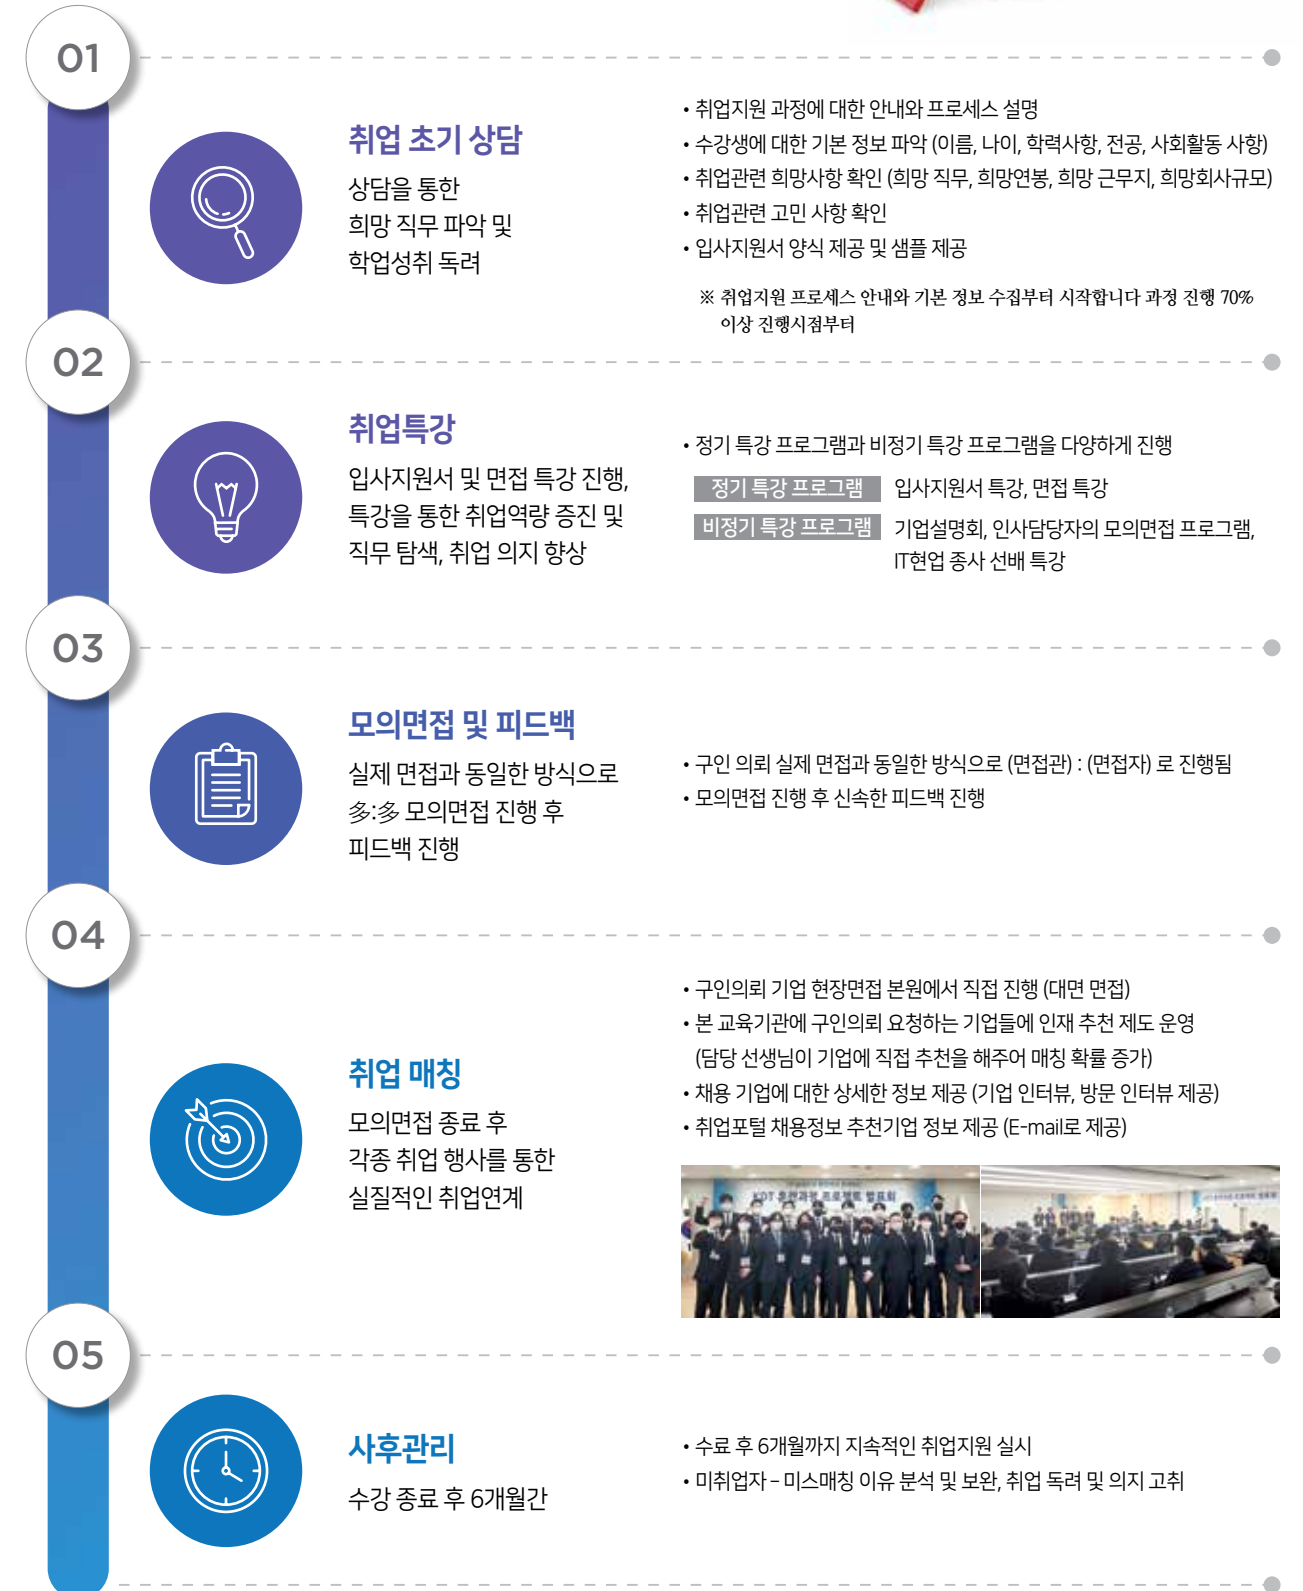 01
취업 초기 상담
상담을 통한
희망 직무 파악 및
학업성취 독려
• 취업지원 과정에 대한 안내와 프로세스 설명
• 수강생에 대한 기본 정보 파악 (이름, 나이, 학력사항, 전공, 사회활동 사항)
• 취업관련 희망사항 확인 (희망 직무, 희망연봉, 희망 근무지, 희망회사규모)
• 취업관련 고민 사항 확인
• 입사지원서 양식 제공 및 샘플 제공
※ 취업지원 프로세스 안내와 기본 정보 수집부터 시작합니다 과정 진행 70%
이상 진행시점부터
02
취업특강
입사지원서 및 면접 특강 진행,
특강을 통한 취업역량 증진 및
직무 탐색, 취업 의지 향상
• 정기 특강 프로그램과 비정기 특강 프로그램을 다양하게 진행
정기 특강 프로그램 입사지원서 특강, 면접 특강
비정기 특강 프로그램 기업설명회, 인사담당자의 모의면접 프로그램,
IT현업 종사 선배 특강
03
모의면접 및 피드백
실제 면접과 동일한 방식으로
多:多 모의면접 진행 후
피드백 진행
• 구인 의뢰 실제 면접과 동일한 방식으로 (면접관) : (면접자) 로 진행됨
• 모의면접 진행 후 신속한 피드백 진행
04
취업 매칭
모의면접 종료 후
각종 취업 행사를 통한
실질적인 취업연계
• 구인의뢰 기업 현장면접 본원에서 직접 진행 (대면 면접)
• 본 교육기관에 구인의뢰 요청하는 기업들에 인재 추천 제도 운영
(담당 선생님이 기업에 직접 추천을 해주어 매칭 확률 증가)
• 채용 기업에 대한 상세한 정보 제공 (기업 인터뷰, 방문 인터뷰 제공)
• 취업포털 채용정보 추천기업 정보 제공 (E-mail로 제공)
KDT 훈련과정 프로젝트 발표회
05
사후관리
수강 종료 후 6개월간
• 수료 후 6개월까지 지속적인 취업지원 실시
• 미취업자 – 미스매칭 이유 분석 및 보완, 취업 독려 및 의지 고취